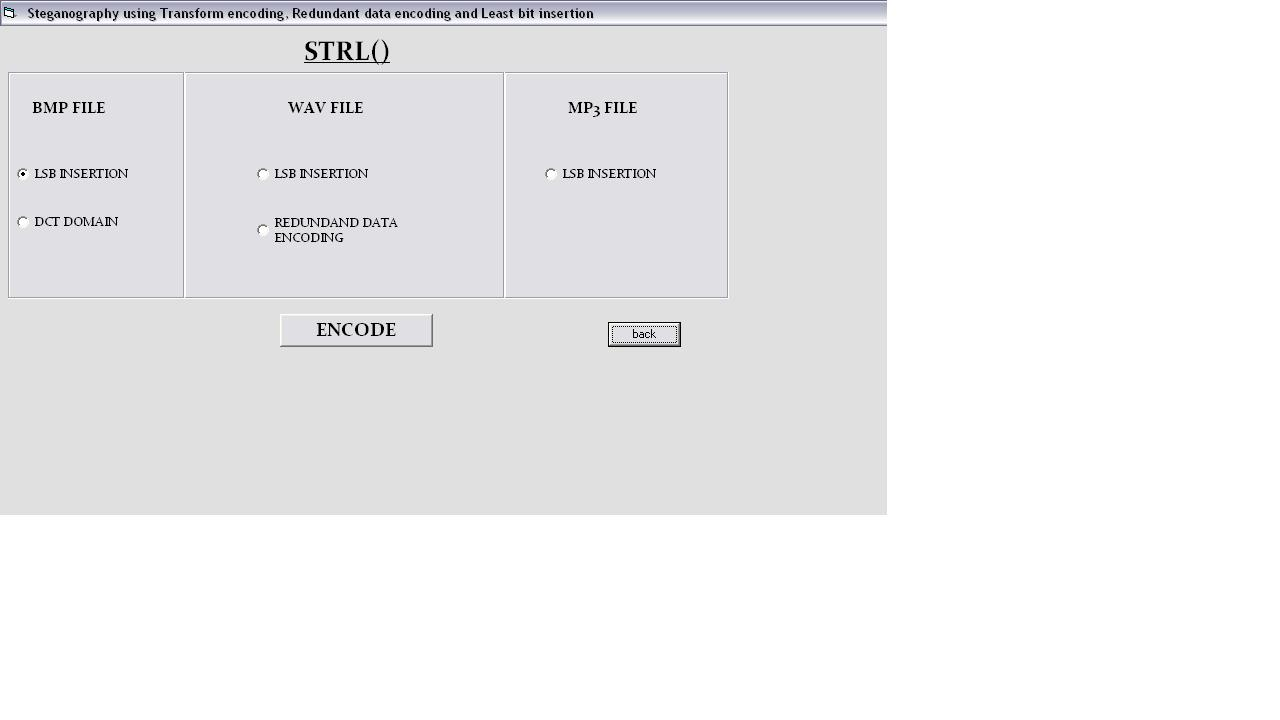 Steganography using Transform encoding, Redundant data encoding and Least bit insertion
STRL()
BMP FILE
WAV FILE
MP3 FILE
LSB INSERTION
LSB INSERTION
LSB INSERTION
DCT DOMAIN
REDUNDAND DATA
ENCODING
ENCODE
back